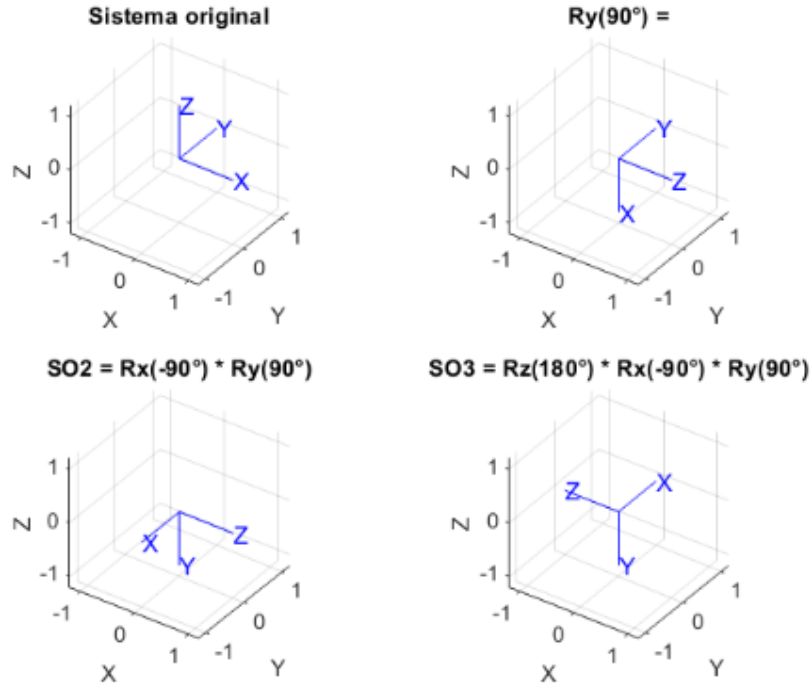 Sistema original
Z
Y
X
1
0
-1
Z
-1
0
1
X
-1
0
1
Y
Ry(90°) =
Y
Z
X
1
0
-1
Z
-1
0
1
X
-1
0
1
Y
SO2 = Rx(-90°) * Ry(90°)
X
Z
Y
1
0
-1
Z
-1
0
1
X
-1
0
1
Y
SO3 = Rz(180°) * Rx(-90°) * Ry(90°)
Z
X
Y
1
0
-1
Z
-1
0
1
X
-1
0
1
Y